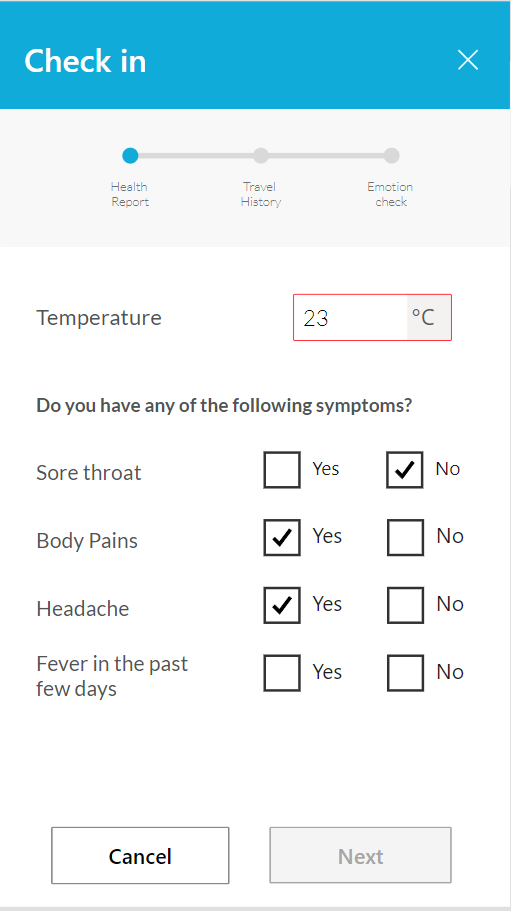 Check in
Health
Report
Travel
History
Emotion
check
Temperature 23 °C
Do you have any of the following symptoms?
Sore throat Yes No
Body Pains Yes No
Headache Yes No
Fever in the past
few days Yes No
Cancel Next